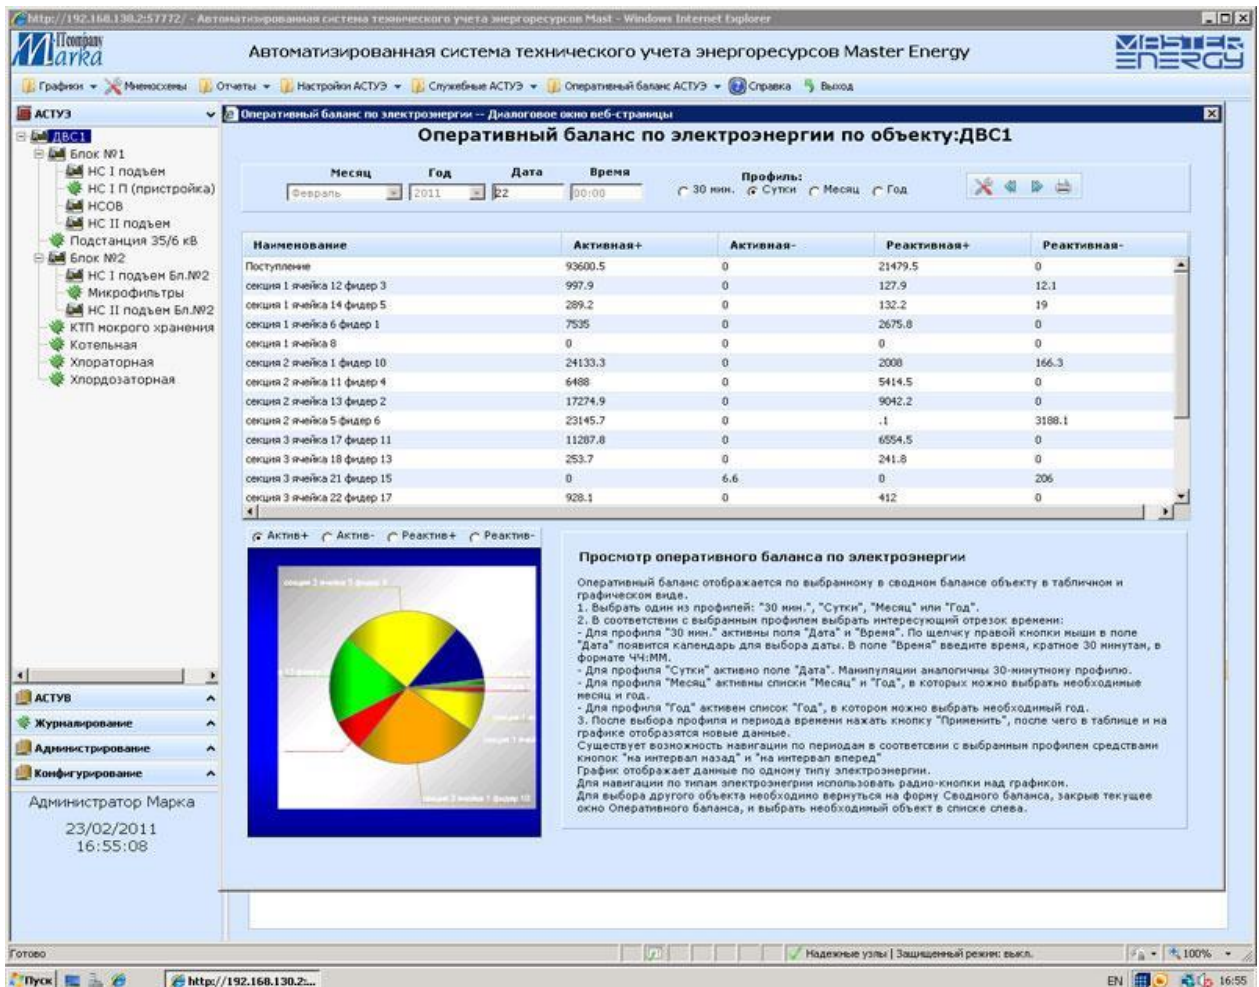 http://192.168.130.2:57772/ - Автоматизированная система технического учета энергоресурсов Mast - Windows Internet Explorer
IT company
Marka
Автоматизированная система технического учета энергоресурсов Master Energy
MASTER
ENERGY
Графики Мнемосхемы Отчеты Настройки АСТУЭ Служебные АСТУЭ Оперативный баланс АСТУЭ Справка Выход
АСТУЭ
ДВС1
Блок №1
НС I подъем
НС I П (пристройка)
НСОВ
НС II подъем
Подстанция 35/6 кВ
Блок №2
НС I подъем Бл.№2
Микрофильтры
НС II подъем Бл.№2
КТП мокрого хранения
Котельная
Хлораторная
Хлордозаторная
АСТУВ
Журналирование
Администрирование
Конфигурирование
Администратор Марка
23/02/2011
16:55:08
Оперативный баланс по электроэнергии -- Диалоговое окно веб-страницы
Оперативный баланс по электроэнергии по объекту:ДВС1
Месяц Год Дата Время Профиль:
Февраль 2011 22 00:00 30 мин. Сутки Месяц Год
Наименование Активная+ Активная- Реактивная+ Реактивная-
Поступление 93600.5 0 21479.5 0
секция 1 ячейка 12 фидер 3 997.9 0 127.9 12.1
секция 1 ячейка 14 фидер 5 289.2 0 132.2 19
секция 1 ячейка 6 фидер 1 7535 0 2675.8 0
секция 1 ячейка 8 0 0 0 0
секция 2 ячейка 1 фидер 10 24133.3 0 2008 166.3
секция 2 ячейка 11 фидер 4 6488 0 5414.5 0
секция 2 ячейка 13 фидер 2 17274.9 0 9042.2 0
секция 2 ячейка 5 фидер 6 23145.7 0 .1 3188.1
секция 3 ячейка 17 фидер 11 11287.8 0 6554.5 0
секция 3 ячейка 18 фидер 13 253.7 0 241.8 0
секция 3 ячейка 21 фидер 15 0 6.6 0 206
секция 3 ячейка 22 фидер 17 928.1 0 412 0
Актив+ Актив- Реактив+ Реактив-
секция 2 ячейка 5 фидер 6
секция 2 ячейка 1 фидер 10
Просмотр оперативного баланса по электроэнергии
Оперативный баланс отображается по выбранному в сводном балансе объекту в табличном и
графическом виде.
1. Выбрать один из профилей: "30 мин.", "Сутки", "Месяц" или "Год".
2. В соответствии с выбранным профилем выбрать интересующий отрезок времени:
- Для профиля "30 мин." активны поля "Дата" и "Время". По щелчку правой кнопки мыши в поле
"Дата" появится календарь для выбора даты. В поле "Время" введите время, кратное 30 минутам, в
формате ЧЧ:ММ.
- Для профиля "Сутки" активно поле "Дата". Манипуляции аналогичны 30-минутному профилю.
- Для профиля "Месяц" активны списки "Месяц" и "Год", в которых можно выбрать необходимые
месяц и год.
- Для профиля "Год" активен список "Год", в котором можно выбрать необходимый год.
3. После выбора профиля и периода времени нажать кнопку "Применить", после чего в таблице и на
графике отобразятся новые данные.
Существует возможность навигации по периодам в соответсвии с выбранным профилем средствами
кнопок "на интервал назад" и "на интервал вперед"
График отображает данные по одному типу электроэнергии.
Для навигации по типам электроэнегрии использовать радио-кнопки над графиком.
Для выбора другого объекта необходимо вернуться на форму Сводного баланса, закрыв текущее
окно Оперативного баланса, и выбрать необходимый объект в списке слева.
Готово Надежные узлы | Защищенный режим: выкл. 100%
Пуск http://192.168.130.2:... EN 16:55